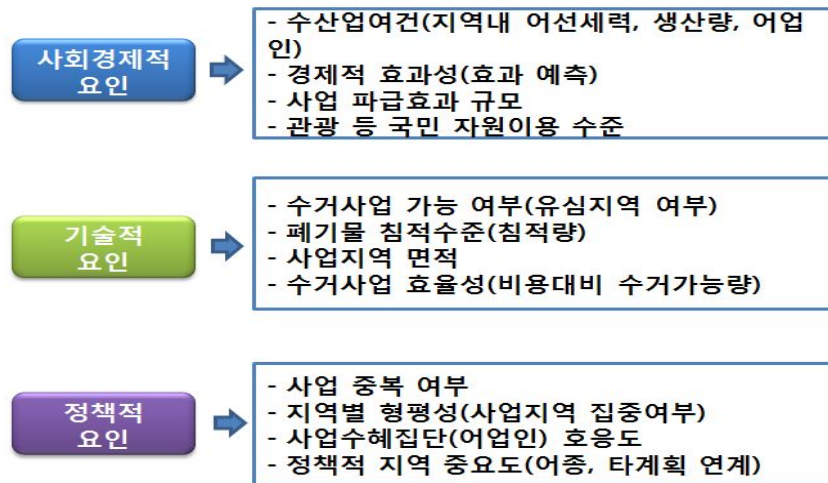 사회경제적
요인
- 수산업여건(지역내 어선세력, 생산량, 어업
인)
- 경제적 효과성(효과 예측)
- 사업 파급효과 규모
- 관광 등 국민 자원이용 수준
기술적
요인
- 수거사업 가능 여부(유심지역 여부)
- 폐기물 침적수준(침적량)
- 사업지역 면적
- 수거사업 효율성(비용대비 수거가능량)
정책적
요인
- 사업 중복 여부
- 지역별 형평성(사업지역 집중여부)
- 사업수혜집단(어업인) 호응도
- 정책적 지역 중요도(어종, 타계획 연계)